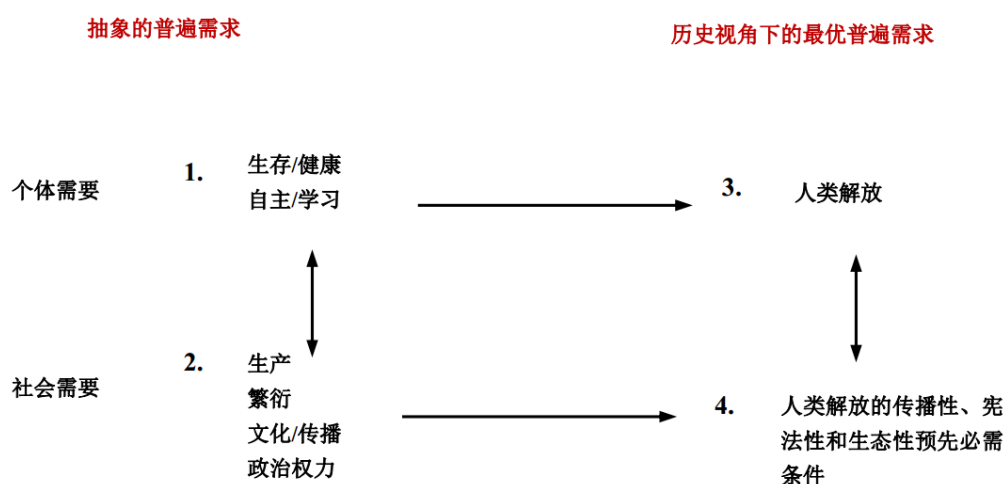 抽象的普遍需求
历史视角下的最优普遍需求
个体需要
1.
生存/健康
自主/学习
3.
人类解放
社会需要
2.
生产
繁衍
文化/传播
政治权力
4.
人类解放的传播性、宪
法性和生态性预先必需
条件